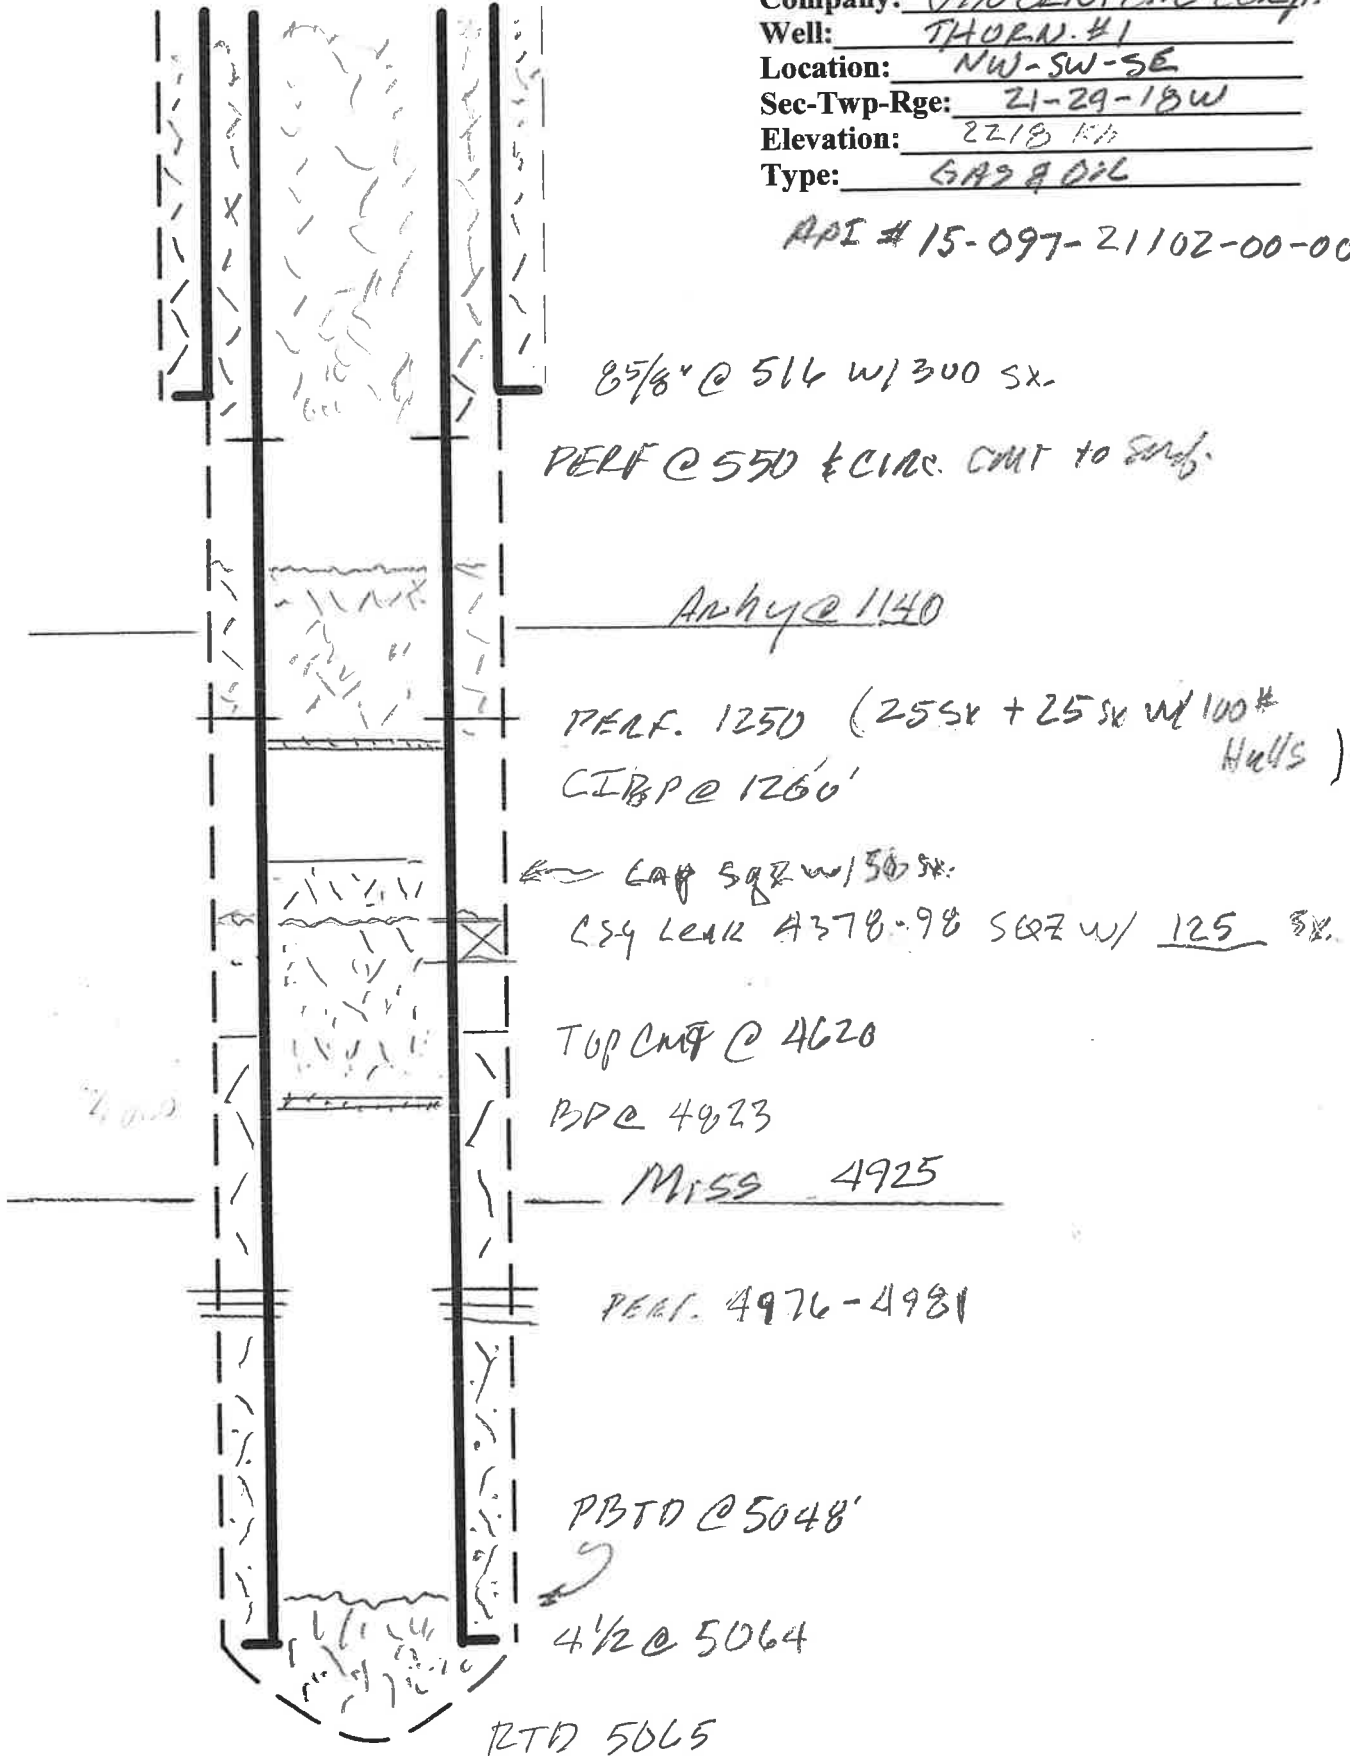 Company:
Well: THORN. #1
Location: NW-SW-SE
Sec-Twp-Rge: 21-29-18W
Elevation: 2218 KB
Type: GAS & OIL
API # 15-097-21102-00-00
8 5/8" @ 516 w/ 300 sx.
PERF @ 550 & CIRC. CMT to Surf.
Anhy @ 1140
PERF. 1250 (25 sx + 25 sx w/ 100#
Hulls )
CIBP @ 1260'
Cap sqz w/ 50 sx.
Csg Leak 4378-98 SQZ w/ 125 sx.
Top Cmt @ 4620
BP @ 4823
Miss 4925
PERF. 4976-4981
PBTD @ 5048'
4 1/2 @ 5064
RTD 5065